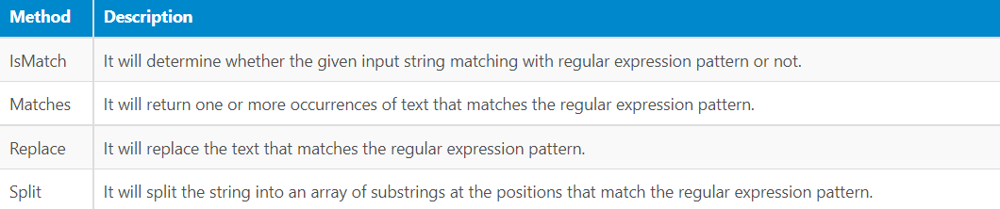 Method Description
IsMatch It will determine whether the given input string matching with regular expression pattern or not.
Matches It will return one or more occurrences of text that matches the regular expression pattern.
Replace It will replace the text that matches the regular expression pattern.
Split It will split the string into an array of substrings at the positions that match the regular expression pattern.